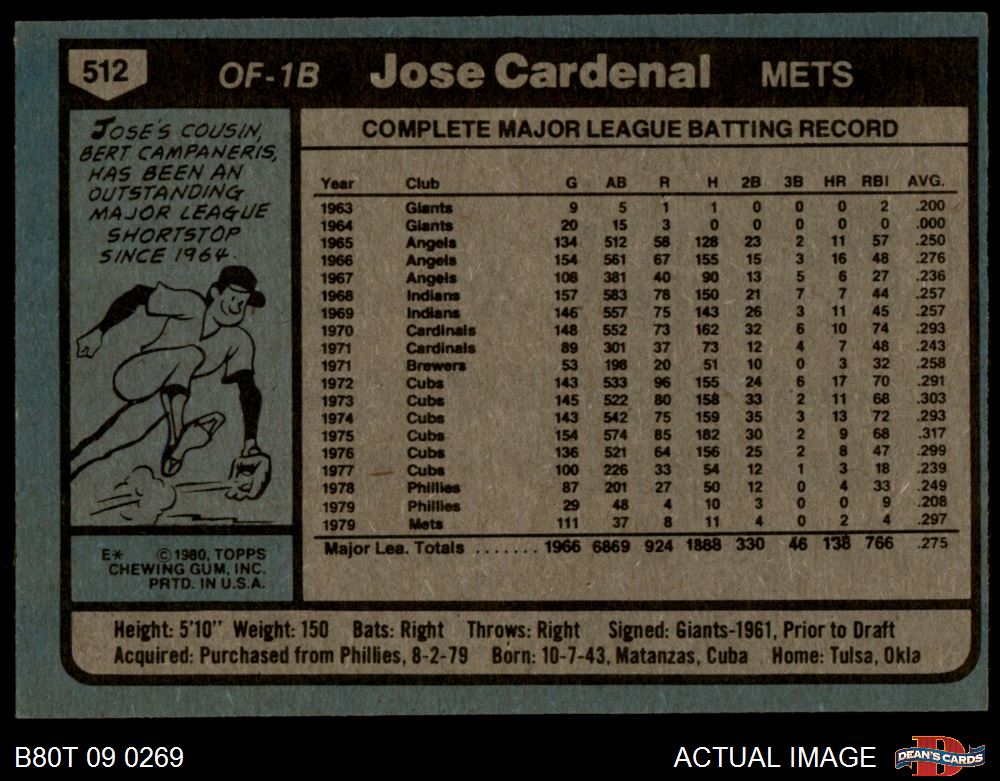 512 OF-1B Jose Cardenal METS
JOSE'S COUSIN,
BERT CAMPANERIS,
HAS BEEN AN
OUTSTANDING
MAJOR LEAGUE
SHORTSTOP
SINCE 1964.
COMPLETE MAJOR LEAGUE BATTING RECORD
Year Club G AB R H 2B 3B HR RBI AVG.
1963 Giants 9 5 1 1 0 0 0 2 .200
1964 Giants 20 15 3 0 0 0 0 0 .000
1965 Angels 134 512 58 128 23 2 11 57 .250
1966 Angels 154 561 67 155 15 3 16 48 .276
1967 Angels 108 381 40 90 13 5 6 27 .236
1968 Indians 157 583 78 150 21 7 7 44 .257
1969 Indians 146 557 75 143 26 3 11 45 .257
1970 Cardinals 148 552 73 162 32 6 10 74 .293
1971 Cardinals 89 301 37 73 12 4 7 48 .243
1971 Brewers 53 198 20 51 10 0 3 32 .258
1972 Cubs 143 533 96 155 24 6 17 70 .291
1973 Cubs 145 522 80 158 33 2 11 68 .303
1974 Cubs 143 542 75 159 35 3 13 72 .293
1975 Cubs 154 574 85 182 30 2 9 68 .317
1976 Cubs 136 521 64 156 25 2 8 47 .299
1977 Cubs 100 226 33 54 12 1 3 18 .239
1978 Phillies 87 201 27 50 12 0 4 33 .249
1979 Phillies 29 48 4 10 3 0 0 9 .208
1979 Mets 111 37 8 11 4 0 2 4 .297
Major Lea. Totals ....... 1966 6869 924 1888 330 46 138 766 .275
E* ©1980, TOPPS
CHEWING GUM, INC.
PRTD. IN U.S.A.
Height: 5'10" Weight: 150 Bats: Right Throws: Right Signed: Giants-1961, Prior to Draft
Acquired: Purchased from Phillies, 8-2-79 Born: 10-7-43, Matanzas, Cuba Home: Tulsa, Okla
B80T 09 0269 ACTUAL IMAGE D
DEAN'S CARDS